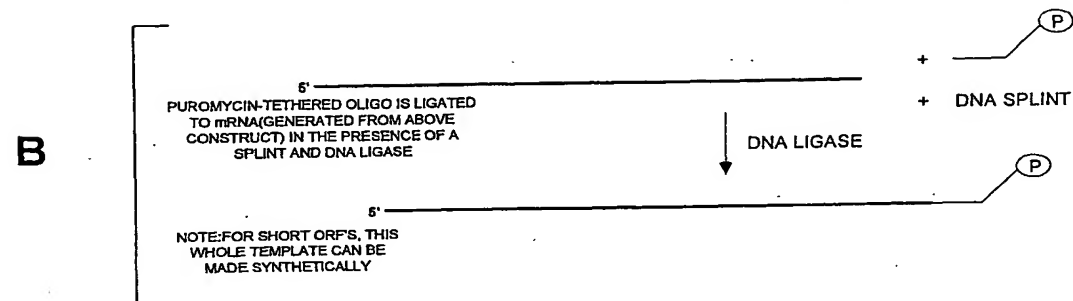 B
5'
P
+
PUROMYCIN-TETHERED OLIGO IS LIGATED
TO mRNA(GENERATED FROM ABOVE
CONSTRUCT) IN THE PRESENCE OF A
SPLINT AND DNA LIGASE
+ DNA SPLINT
DNA LIGASE
P
5'
NOTE:FOR SHORT ORF'S, THIS
WHOLE TEMPLATE CAN BE
MADE SYNTHETICALLY